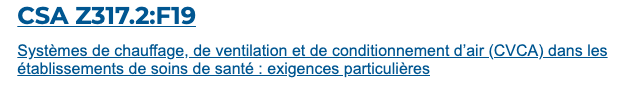 CSA Z317.2:F19
Systèmes de chauffage, de ventilation et de conditionnement d’air (CVCA) dans les
établissements de soins de santé : exigences particulières